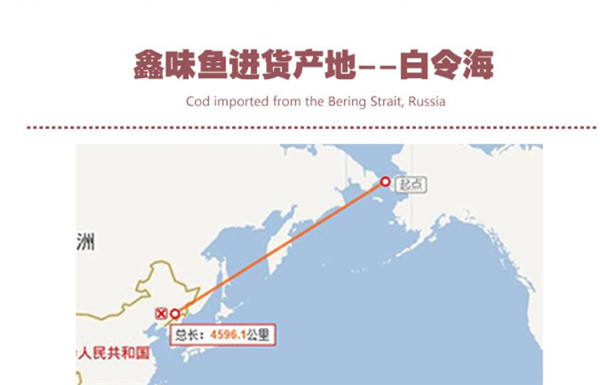 鑫味鱼进货产地--白令海
Cod imported from the Bering Strait, Russia
起点
洲
总长：4596.1公里
人民共和国